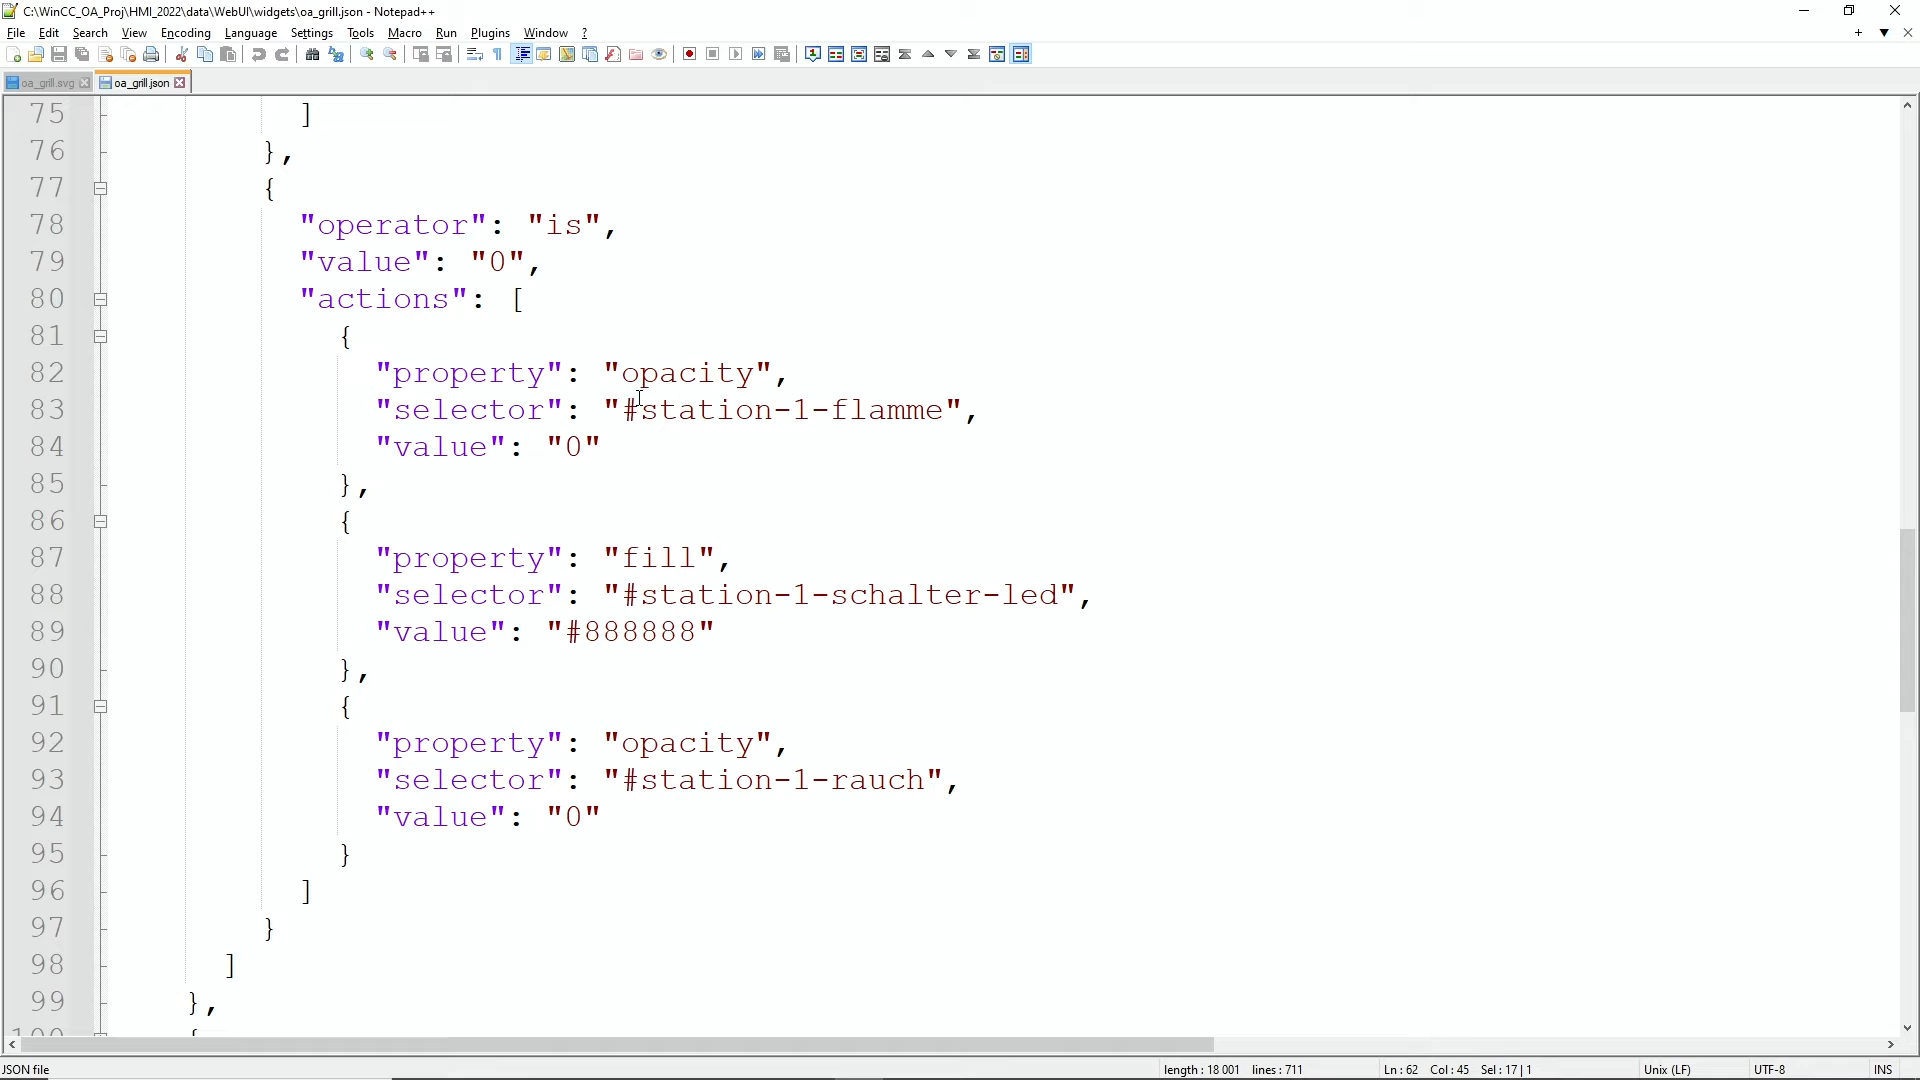 C:\WinCC_OA_Proj\HMI_2022\data\WebUI\widgets\oa_grill.json - Notepad++
File Edit Search View Encoding Language Settings Tools Macro Run Plugins Window ?
oa_grill.svg oa_grill.json
75 ]
76 },
77 {
78 "operator": "is",
79 "value": "0",
80 "actions": [
81 {
82 "property": "opacity",
83 "selector": "#station-1-flamme",
84 "value": "0"
85 },
86 {
87 "property": "fill",
88 "selector": "#station-1-schalter-led",
89 "value": "#888888"
90 },
91 {
92 "property": "opacity",
93 "selector": "#station-1-rauch",
94 "value": "0"
95 }
96 ]
97 }
98 ]
99 },
100 {
JSON file length : 18 001 lines : 711 Ln : 62 Col : 45 Sel : 17 | 1 Unix (LF) UTF-8 INS